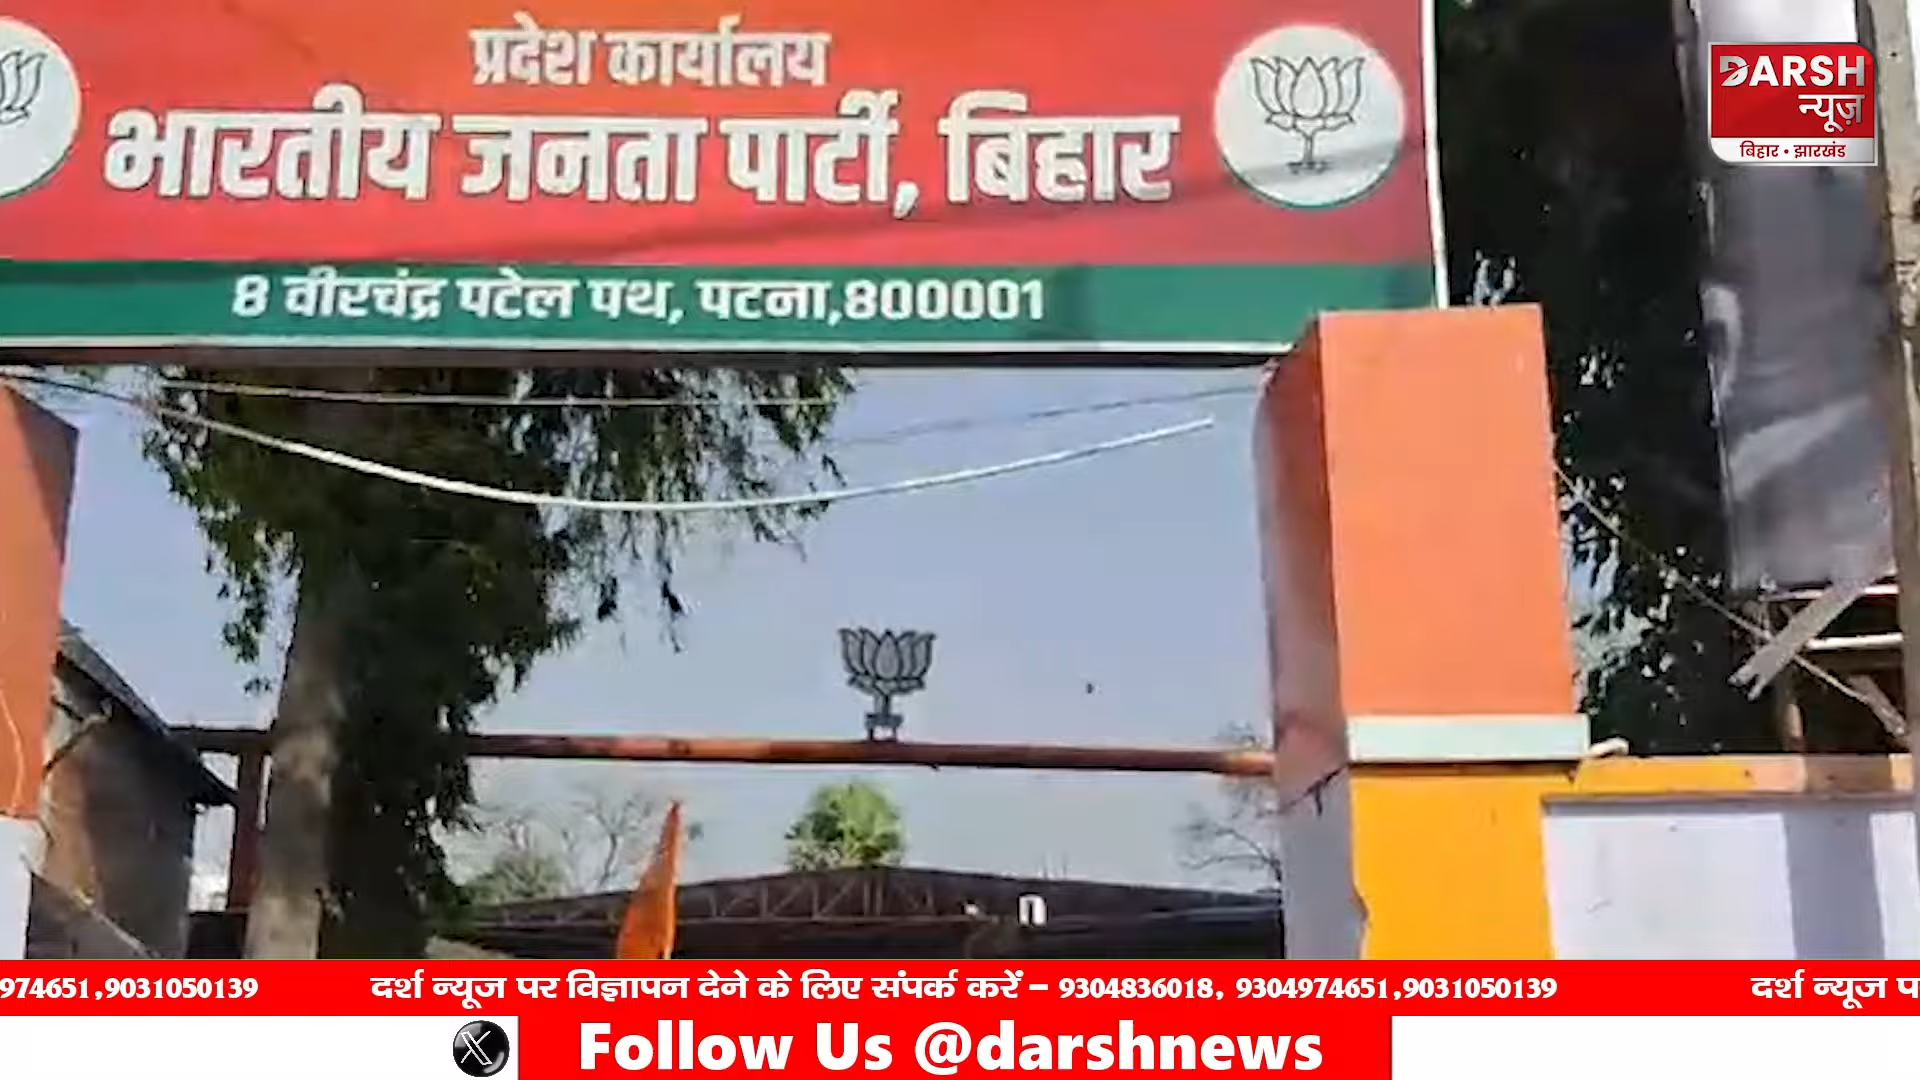 प्रदेश कार्यालय
भारतीय जनता पार्टी, बिहार
8 वीरचंद्र पटेल पथ, पटना,800001
DARSH
न्यूज़
बिहार • झारखंड
974651,9031050139 दर्श न्यूज पर विज्ञापन देने के लिए संपर्क करें – 9304836018, 9304974651,9031050139 दर्श न्यूज प
Follow Us @darshnews